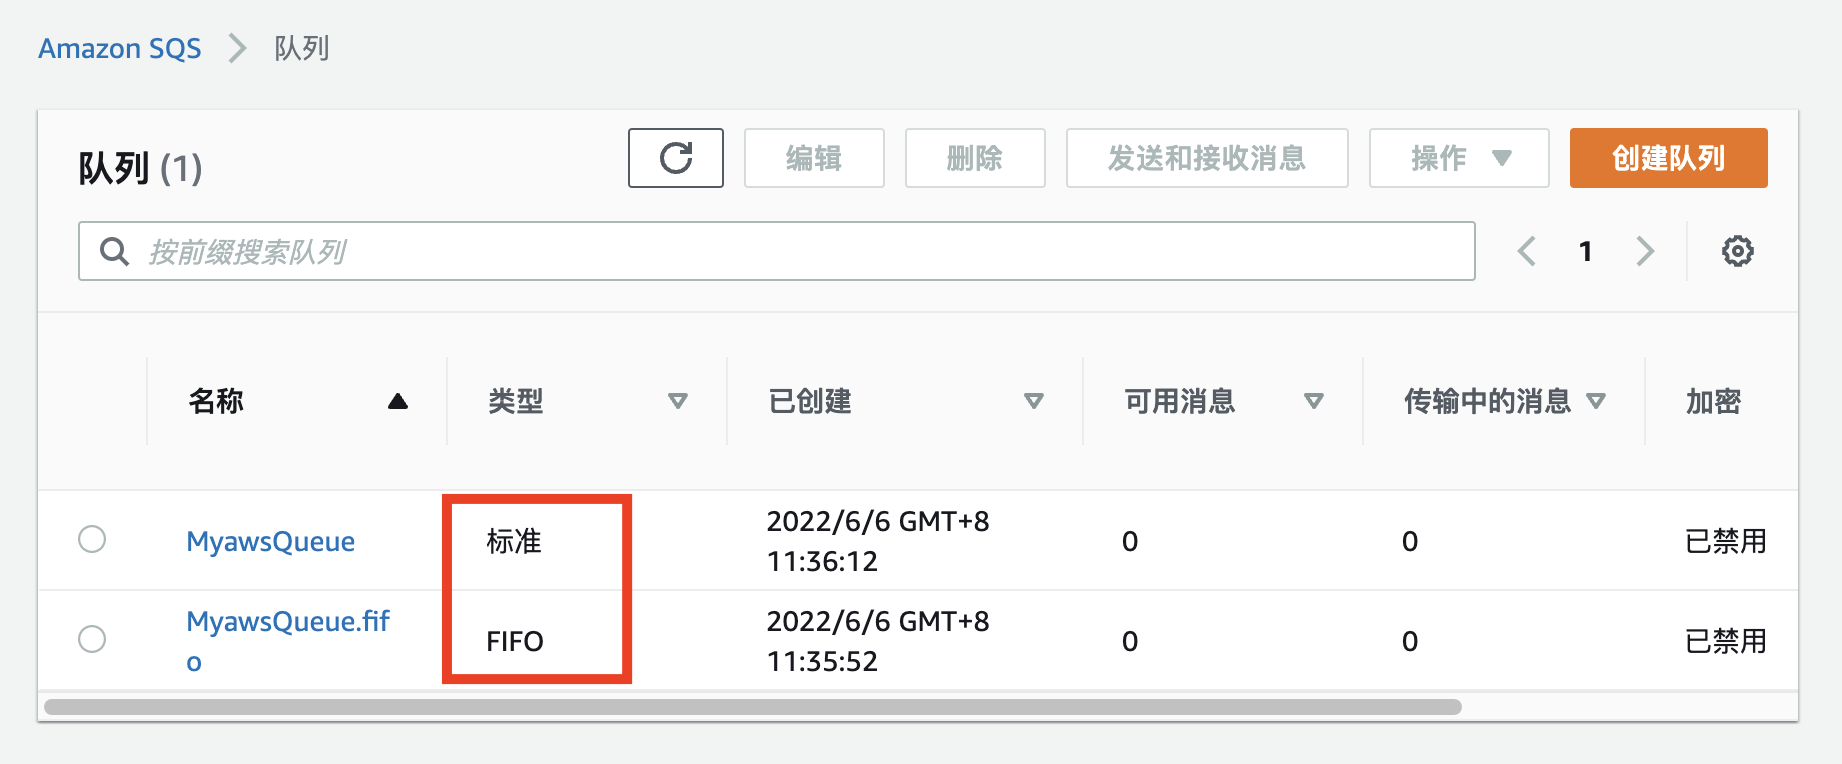 Amazon SQS > 队列
队列 (1)
编辑
删除
发送和接收消息
操作
创建队列
按前缀搜索队列
1
名称
类型
已创建
可用消息
传输中的消息
加密
MyawsQueue
标准
2022/6/6 GMT+8
11:36:12
0
0
已禁用
MyawsQueue.fif
o
FIFO
2022/6/6 GMT+8
11:35:52
0
0
已禁用